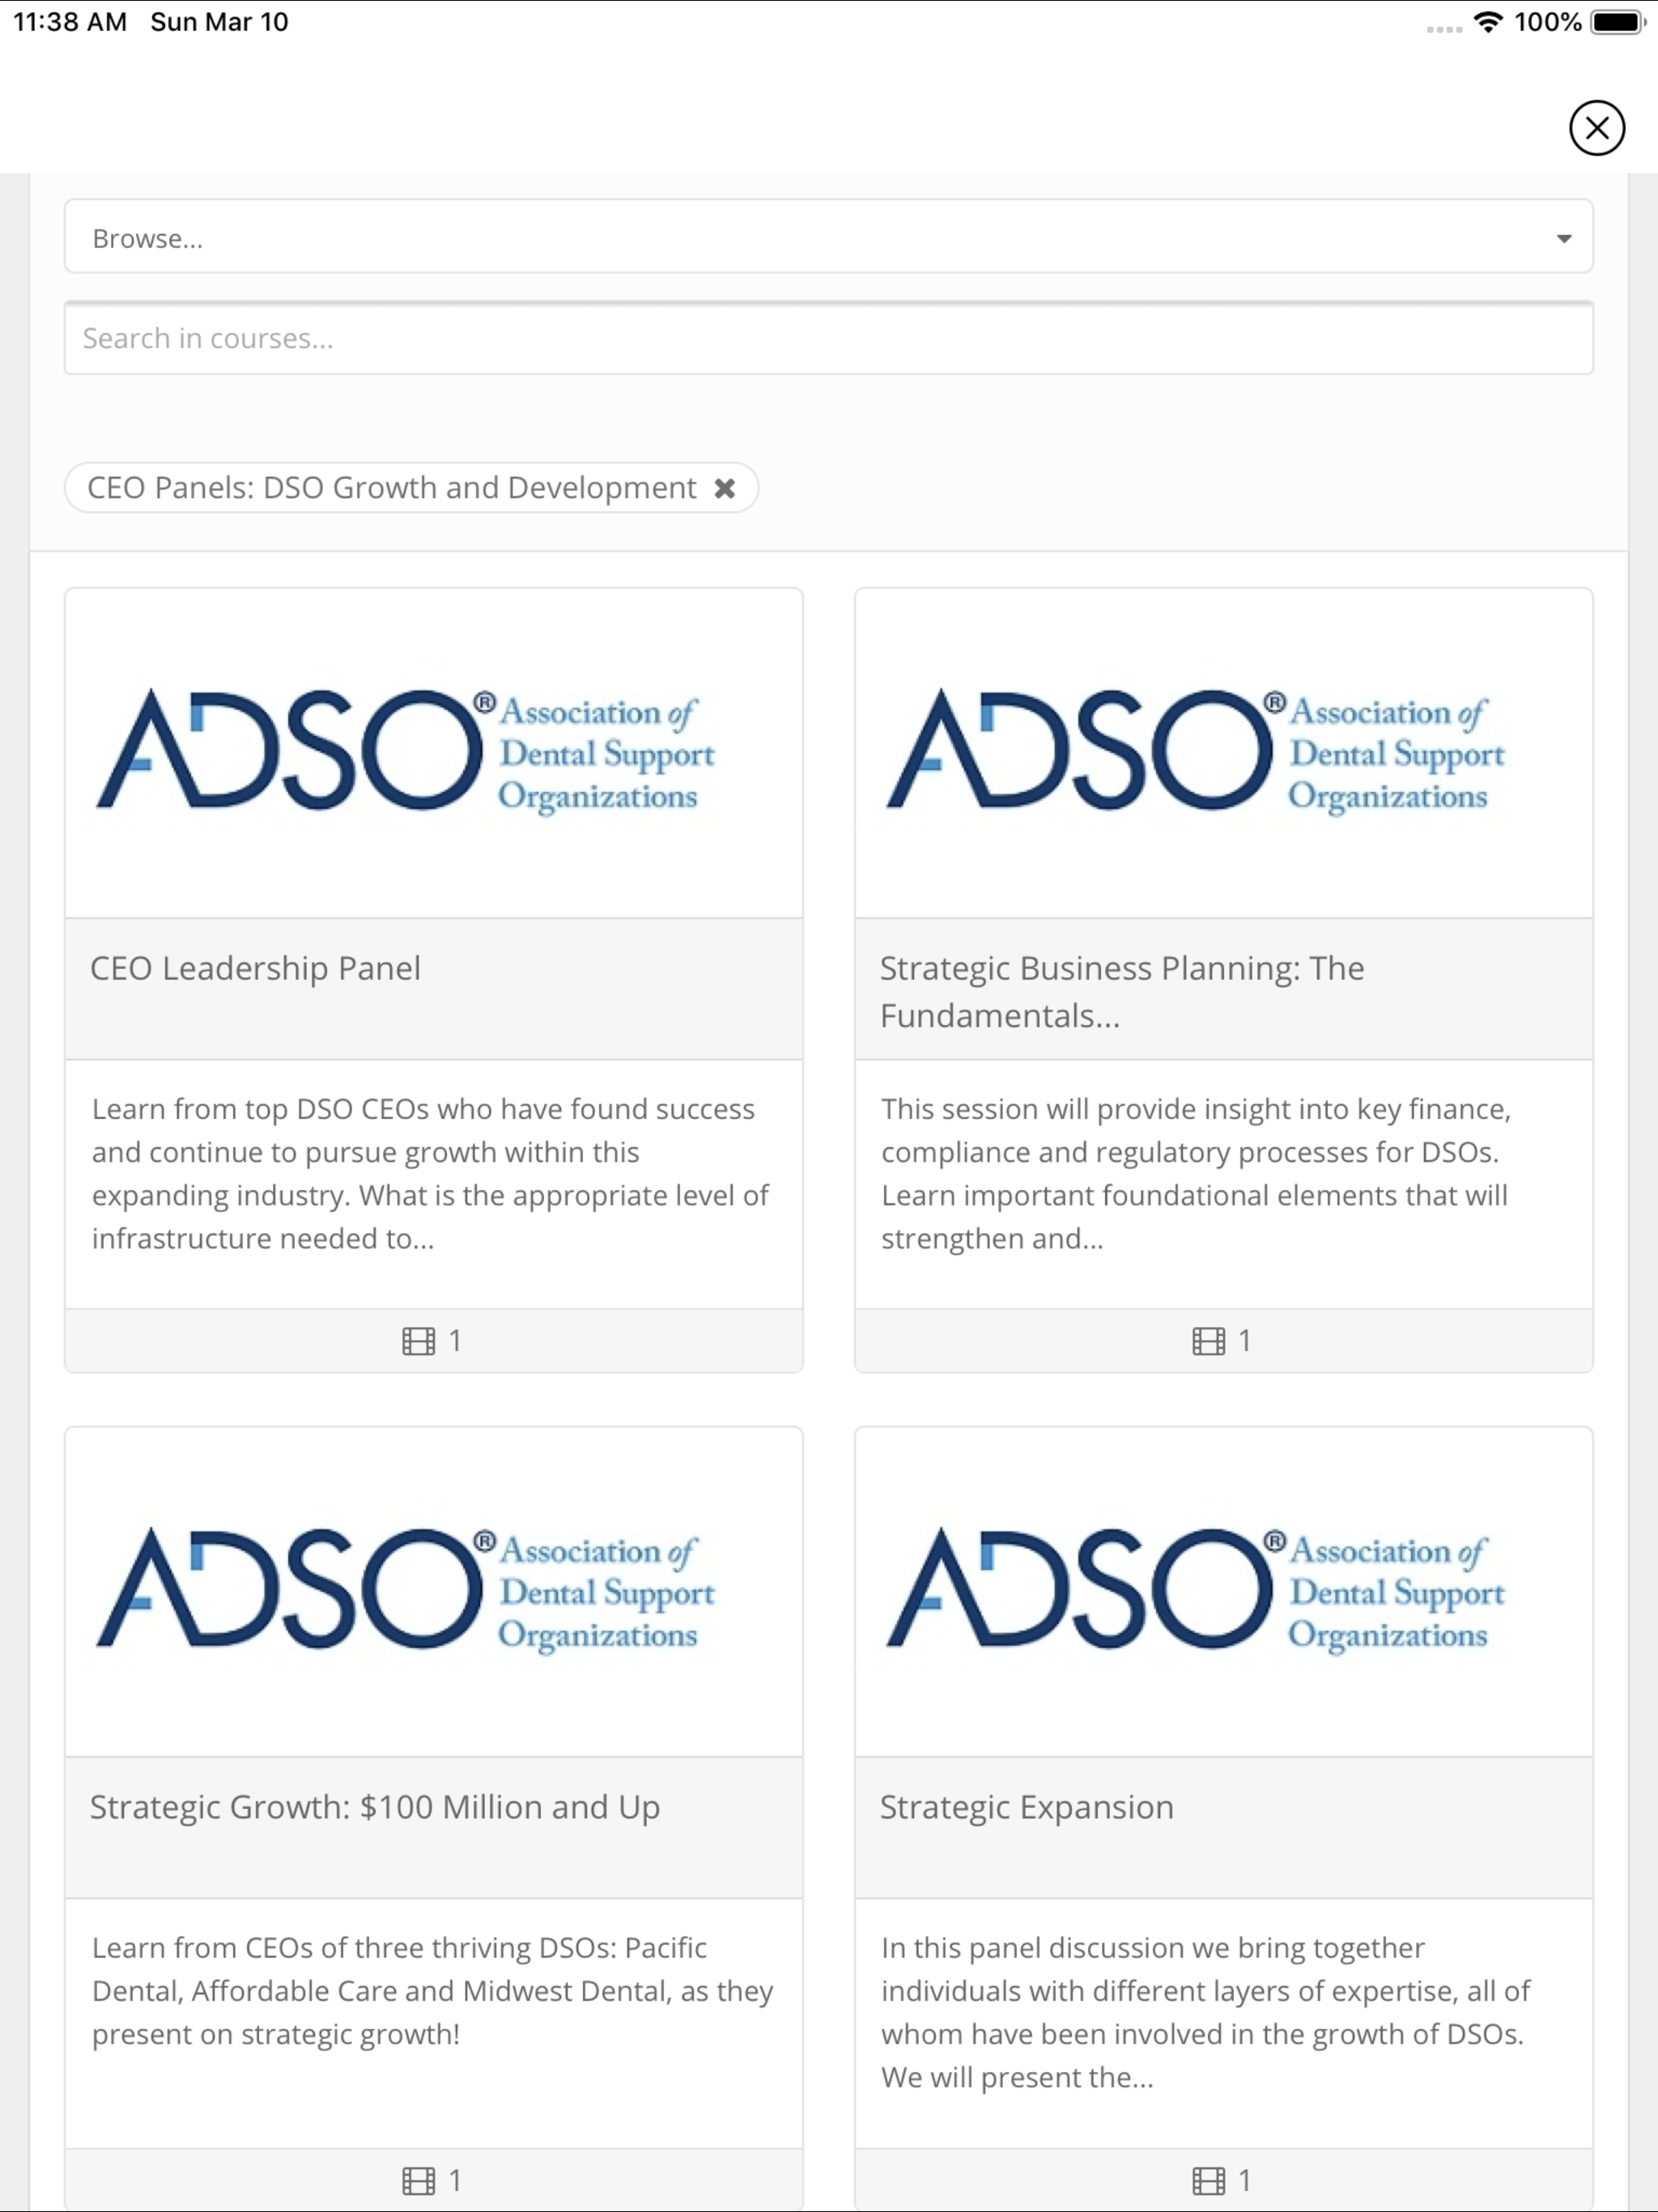 11:38 AM Sun Mar 10
100%
Browse...
Search in courses...
CEO Panels: DSO Growth and Development
ADSO® Association of
Dental Support
Organizations
CEO Leadership Panel
Learn from top DSO CEOs who have found success
and continue to pursue growth within this
expanding industry. What is the appropriate level of
infrastructure needed to...
1
ADSO® Association of
Dental Support
Organizations
Strategic Business Planning: The
Fundamentals...
This session will provide insight into key finance,
compliance and regulatory processes for DSOs.
Learn important foundational elements that will
strengthen and...
1
ADSO® Association of
Dental Support
Organizations
Strategic Growth: $100 Million and Up
Learn from CEOs of three thriving DSOs: Pacific
Dental, Affordable Care and Midwest Dental, as they
present on strategic growth!
1
ADSO® Association of
Dental Support
Organizations
Strategic Expansion
In this panel discussion we bring together
individuals with different layers of expertise, all of
whom have been involved in the growth of DSOs.
We will present the...
1